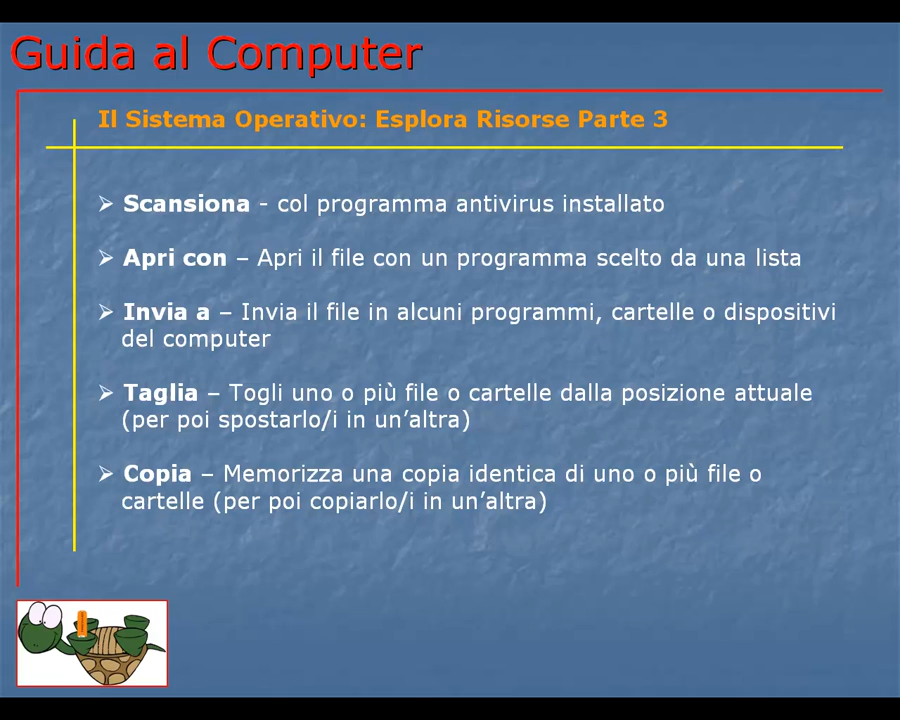 Guida al Computer
Il Sistema Operativo: Esplora Risorse Parte 3
Scansiona - col programma antivirus installato
Apri con – Apri il file con un programma scelto da una lista
Invia a – Invia il file in alcuni programmi, cartelle o dispositivi
del computer
Taglia – Togli uno o più file o cartelle dalla posizione attuale
(per poi spostarlo/i in un’altra)
Copia – Memorizza una copia identica di uno o più file o
cartelle (per poi copiarlo/i in un’altra)